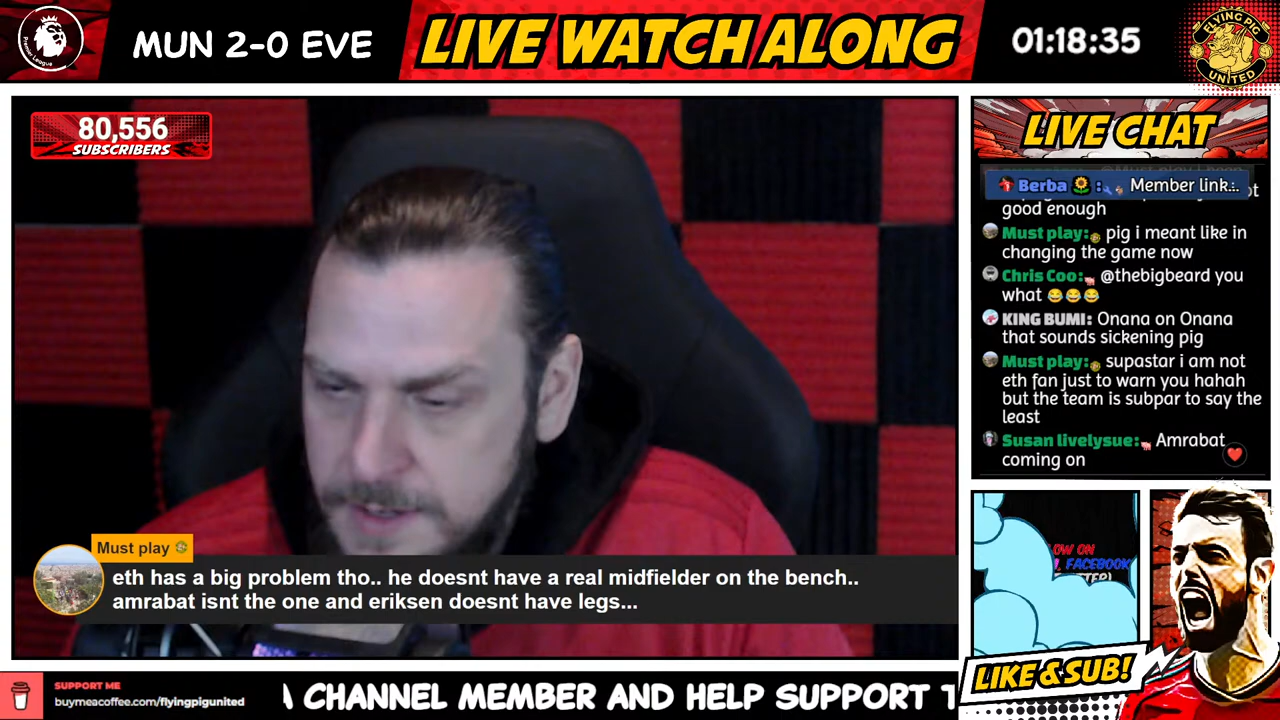 Premier League
MUN 2-0 EVE
LIVE WATCH ALONG
01:18:35
FLYING PIG
UNITED
80,556
SUBSCRIBERS
LIVE CHAT
Berba 🌻 : Member link...
good enough
Must play: pig i meant like in
changing the game now
Chris Coo: @thebigbeard you
what 😂😂😂
KING BUMI: Onana on Onana
that sounds sickening pig
Must play: supastar i am not
eth fan just to warn you hahah
but the team is subpar to say the
least
Susan livelysue: Amrabat
coming on
Must play
eth has a big problem tho.. he doesnt have a real midfielder on the bench..
amrabat isnt the one and eriksen doesnt have legs...
FACEBOOK
LIKE & SUB!
SUPPORT ME
buymeacoffee.com/flyingpigunited
CHANNEL MEMBER AND HELP SUPPORT